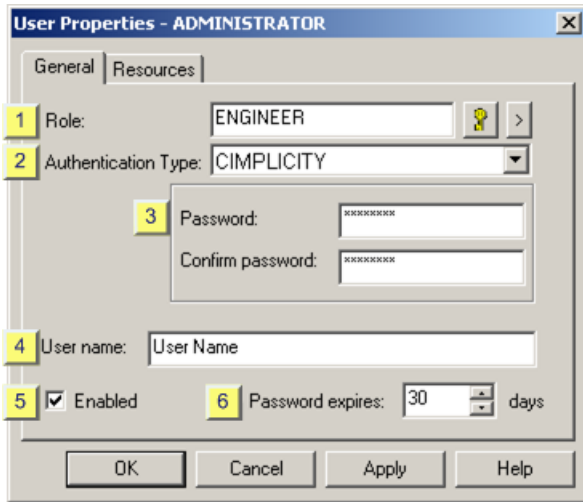 User Properties - ADMINISTRATOR
General Resources
1 Role: ENGINEER >
2 Authentication Type: CIMPLICITY
3 Password: ××××××××
Confirm password: ××××××××
4 User name: User Name
5 Enabled 6 Password expires: 30 days
OK Cancel Apply Help